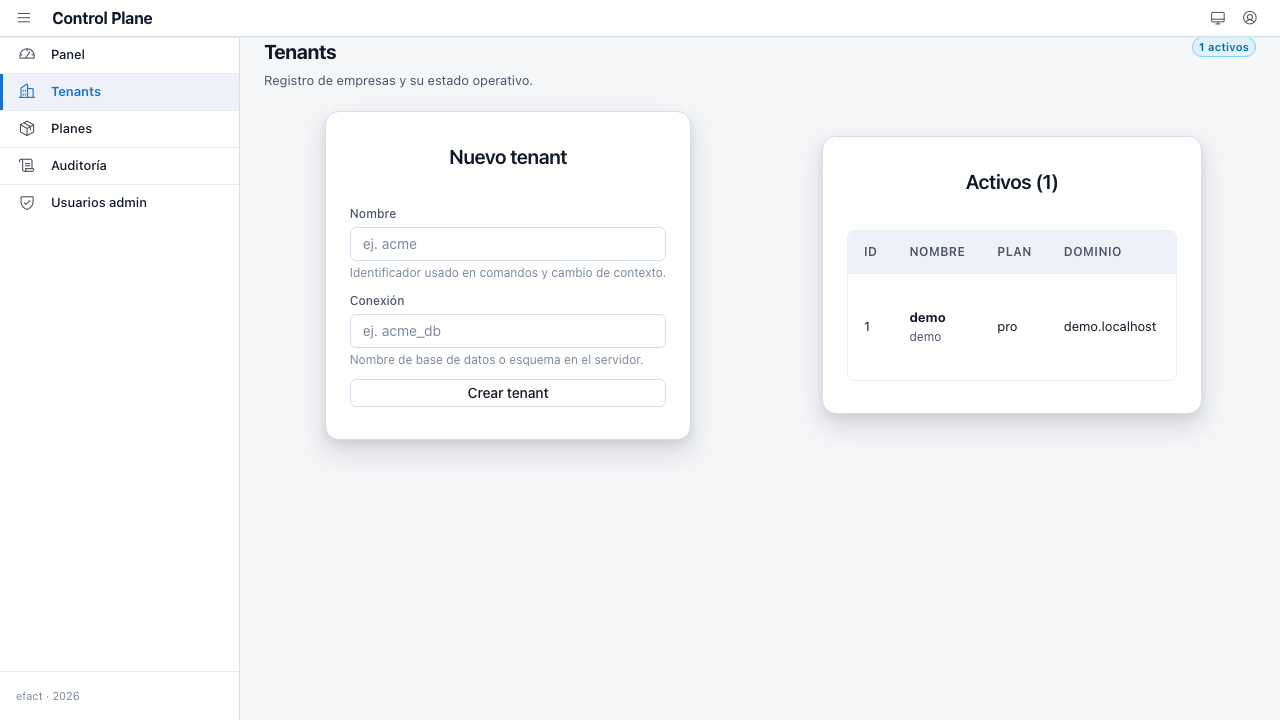 Control Plane
Panel
Tenants
Planes
Auditoría
Usuarios admin
efact · 2026
Tenants
1 activos
Registro de empresas y su estado operativo.
Nuevo tenant
Nombre
ej. acme
Identificador usado en comandos y cambio de contexto.
Conexión
ej. acme_db
Nombre de base de datos o esquema en el servidor.
Crear tenant
Activos (1)
ID NOMBRE PLAN DOMINIO
1 demo pro demo.localhost
demo